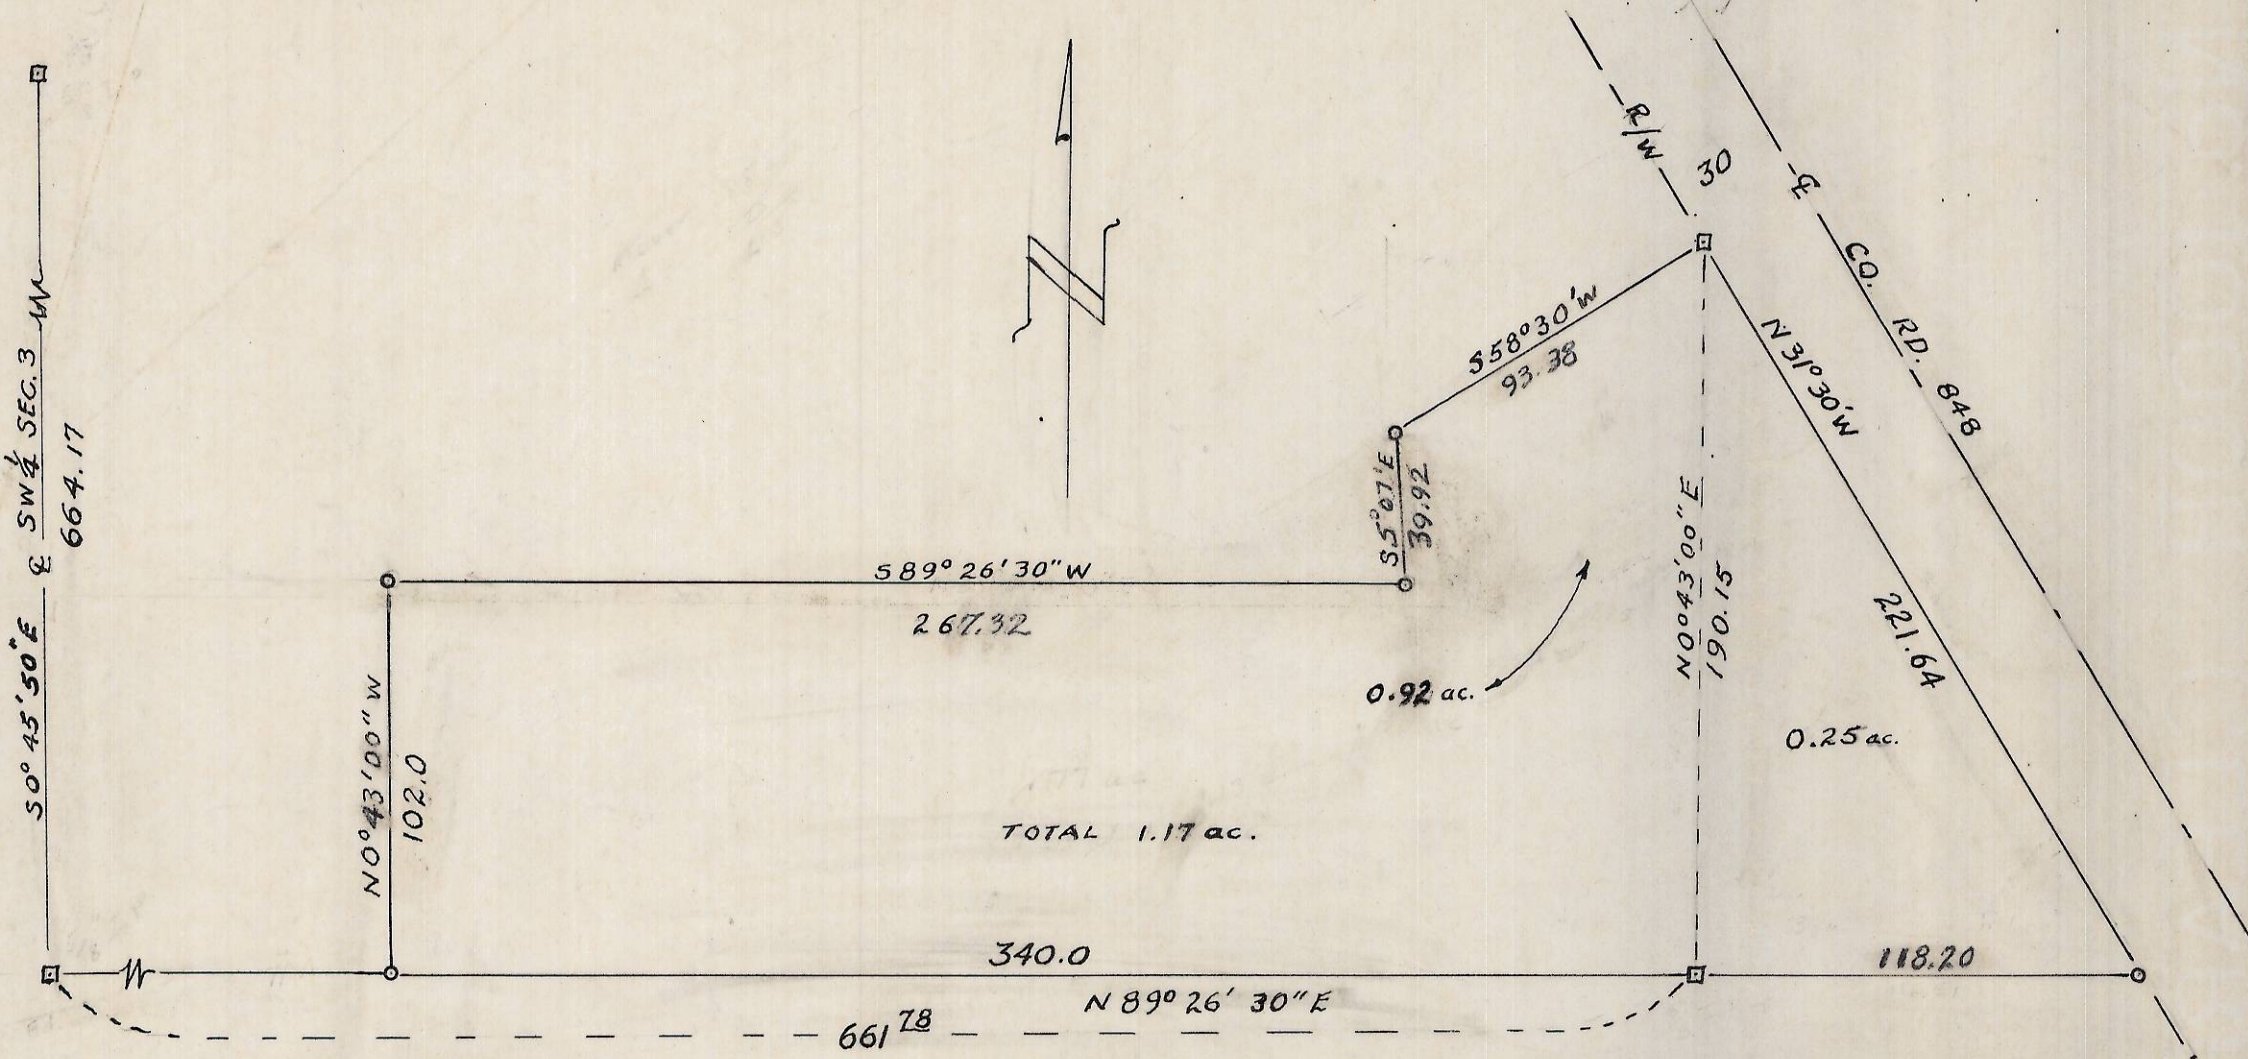 R/W
30
℄
CO. RD. 848
S0°45'50"E ℄ SW¼ SEC. 3
664.17
S58°30'W
93.38
N31°30'W
221.64
S5°07'E
39.92
N0°43'00"E
190.15
S89°26'30"W
267.32
N0°43'00"W
102.0
0.92 ac.
0.25 ac.
TOTAL 1.17 ac.
340.0
118.20
N 89° 26' 30" E
661 78